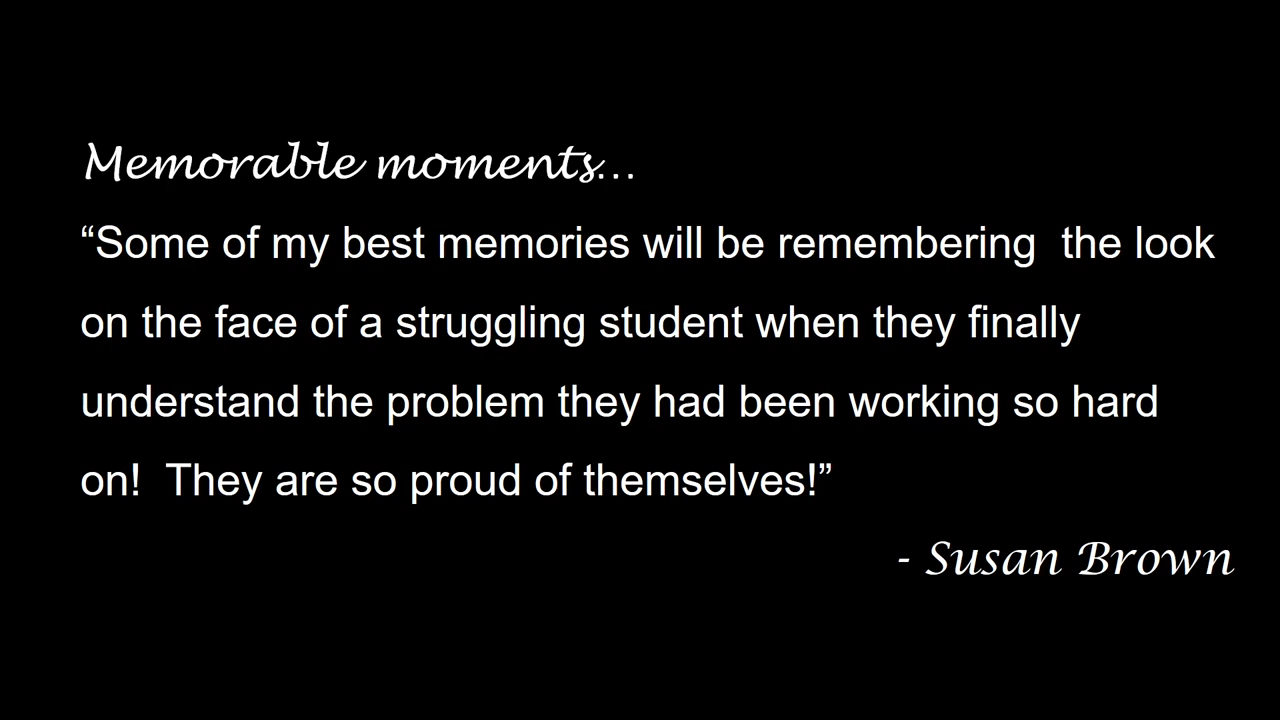 Memorable moments…
“Some of my best memories will be remembering  the look
on the face of a struggling student when they finally
understand the problem they had been working so hard
on!  They are so proud of themselves!”
- Susan Brown